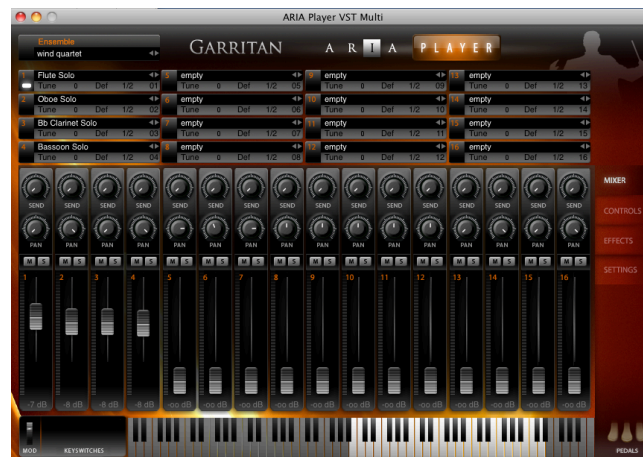 ARIA Player VST Multi
Ensemble
wind quartet
GARRITAN
ARIA PLAYER
1 Flute Solo 5 empty 9 empty 13 empty
Tune 0 Def 1/2 01 Tune 0 Def 1/2 05 Tune 0 Def 1/2 09 Tune 0 Def 1/2 13
2 Oboe Solo 6 empty 10 empty 14 empty
Tune 0 Def 1/2 02 Tune 0 Def 1/2 06 Tune 0 Def 1/2 10 Tune 0 Def 1/2 14
3 Bb Clarinet Solo 7 empty 11 empty 15 empty
Tune 0 Def 1/2 03 Tune 0 Def 1/2 07 Tune 0 Def 1/2 11 Tune 0 Def 1/2 15
4 Bassoon Solo 8 empty 12 empty 16 empty
Tune 0 Def 1/2 04 Tune 0 Def 1/2 08 Tune 0 Def 1/2 12 Tune 0 Def 1/2 16
MIXER
CONTROLS
EFFECTS
SETTINGS
SEND SEND SEND SEND SEND SEND SEND SEND SEND SEND SEND SEND SEND SEND SEND SEND
PAN PAN PAN PAN PAN PAN PAN PAN PAN PAN PAN PAN PAN PAN PAN PAN
M S M S M S M S M S M S M S M S M S M S M S M S M S M S M S M S
1 2 3 4 5 6 7 8 9 10 11 12 13 14 15 16
-7 dB -8 dB -8 dB -8 dB -oo dB -oo dB -oo dB -oo dB -oo dB -oo dB -oo dB -oo dB -oo dB -oo dB -oo dB -oo dB
MOD KEYSWITCHES PEDALS